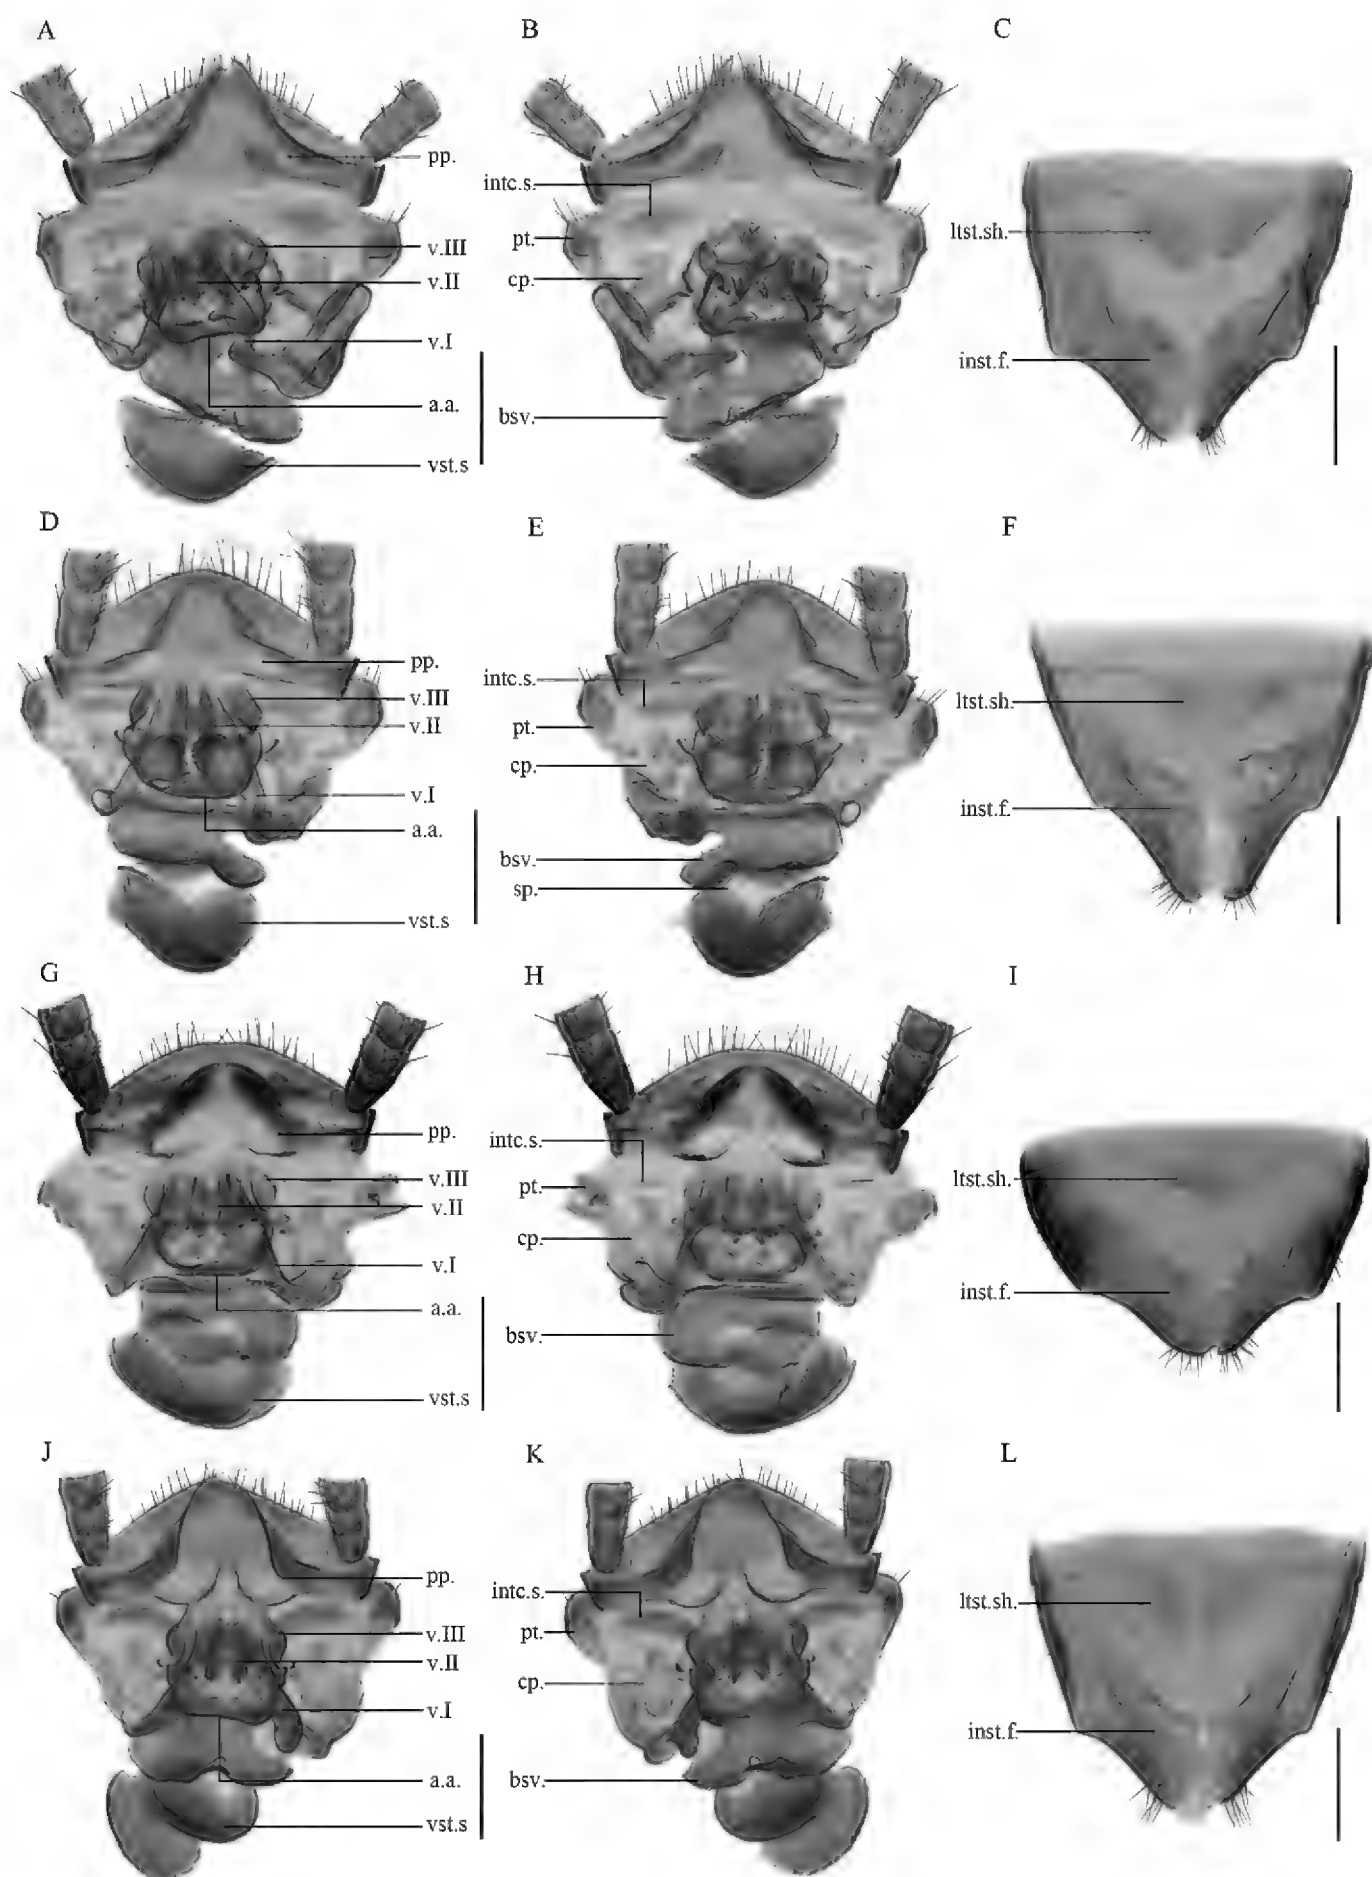 A
B
C
pp.
v.III
v.II
v.I
a.a.
vst.s
intc.s.
pt.
cp.
bsv.
ltst.sh.
inst.f.
D
E
F
pp.
v.III
v.II
v.I
a.a.
vst.s
intc.s.
pt.
cp.
bsv.
sp.
ltst.sh.
inst.f.
G
H
I
pp.
v.III
v.II
v.I
a.a.
vst.s
intc.s.
pt.
cp.
bsv.
ltst.sh.
inst.f.
J
K
L
pp.
v.III
v.II
v.I
a.a.
vst.s
intc.s.
pt.
cp.
bsv.
ltst.sh.
inst.f.